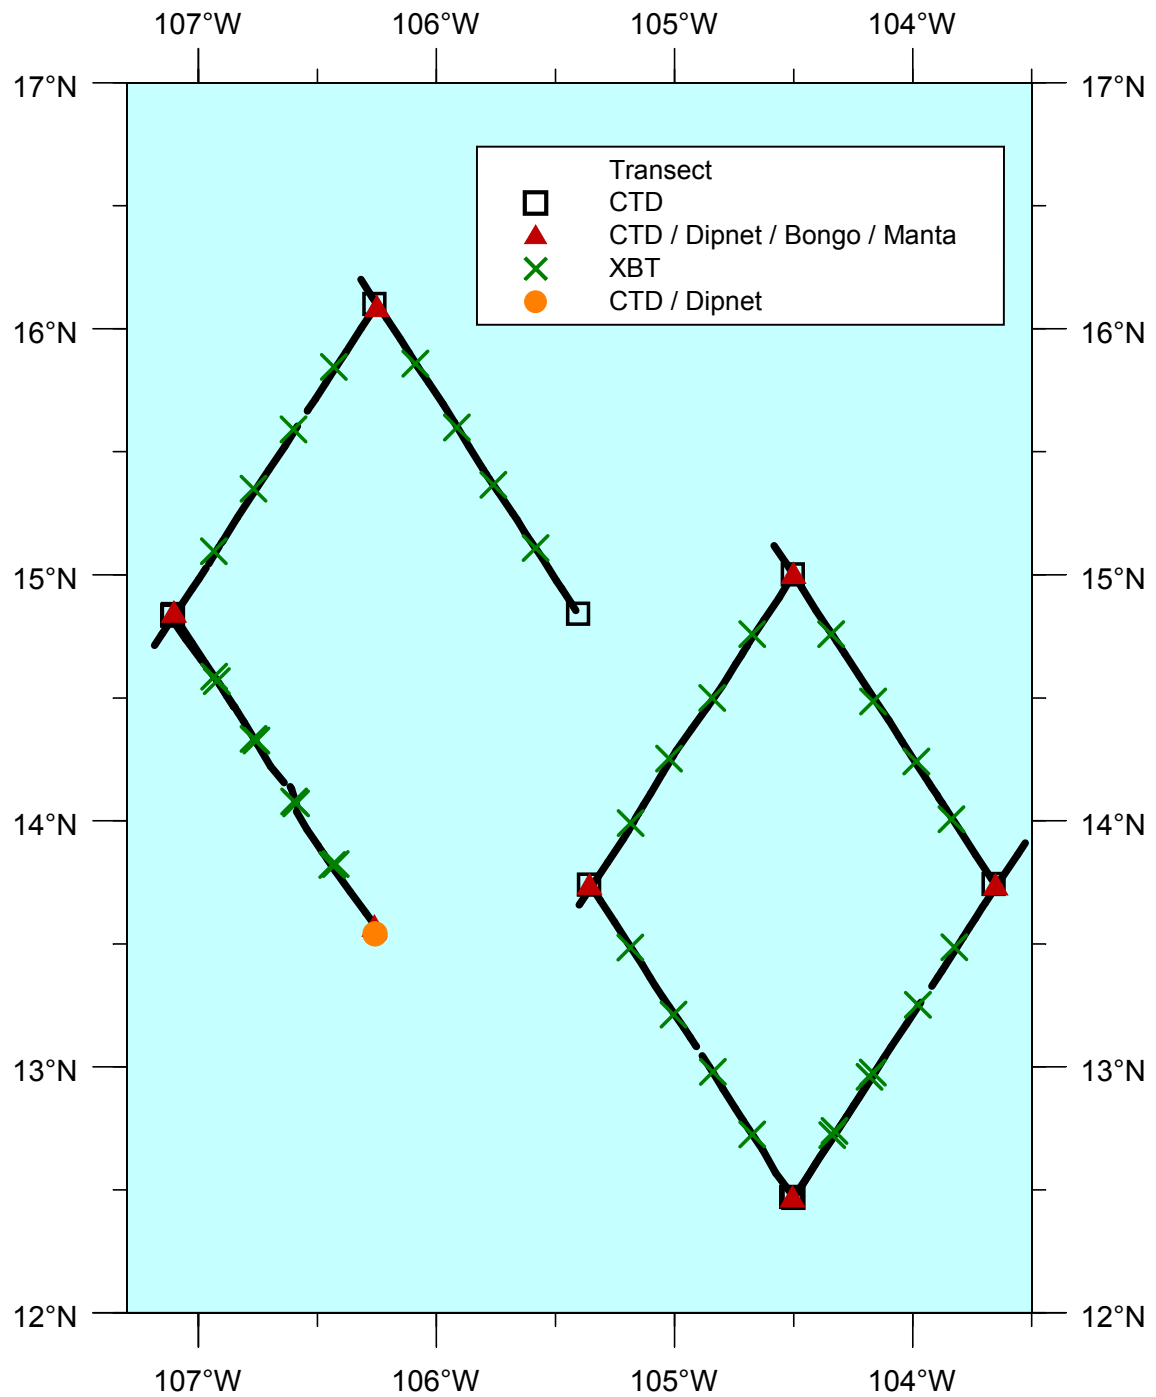 107°W 106°W 105°W 104°W
17°N 17°N
Transect
CTD
CTD / Dipnet / Bongo / Manta
XBT
CTD / Dipnet
16°N 16°N
15°N 15°N
14°N 14°N
13°N 13°N
12°N 12°N
107°W 106°W 105°W 104°W